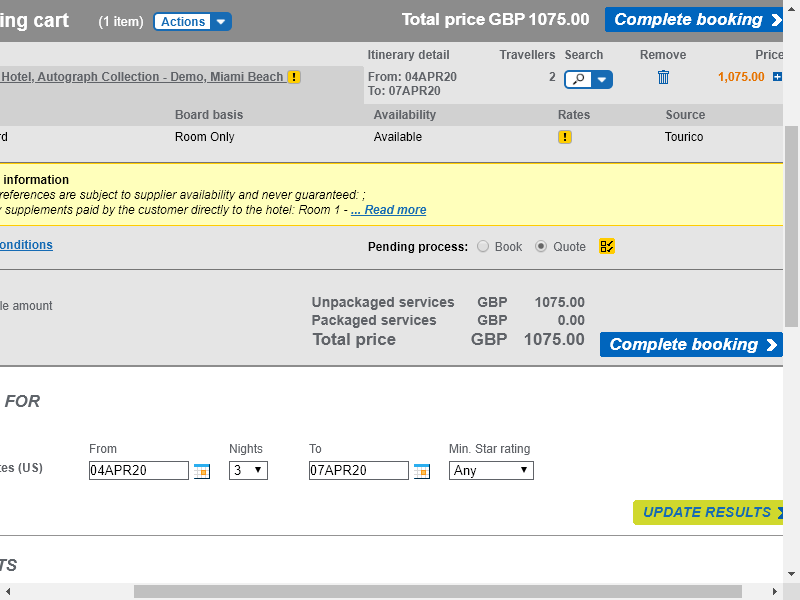 ing cart (1 item) Actions Total price GBP 1075.00 Complete booking
Itinerary detail Travellers Search Remove Price
Hotel, Autograph Collection - Demo, Miami Beach From: 04APR20 2 1,075.00
To: 07APR20
Board basis Availability Rates Source
rd Room Only Available Tourico
information
references are subject to supplier availability and never guaranteed: ;
supplements paid by the customer directly to the hotel: Room 1 - ... Read more
onditions Pending process: Book Quote
le amount
Unpackaged services GBP 1075.00
Packaged services GBP 0.00
Total price GBP 1075.00 Complete booking
FOR
From Nights To Min. Star rating
tes (US) 04APR20 3 07APR20 Any
UPDATE RESULTS
TS